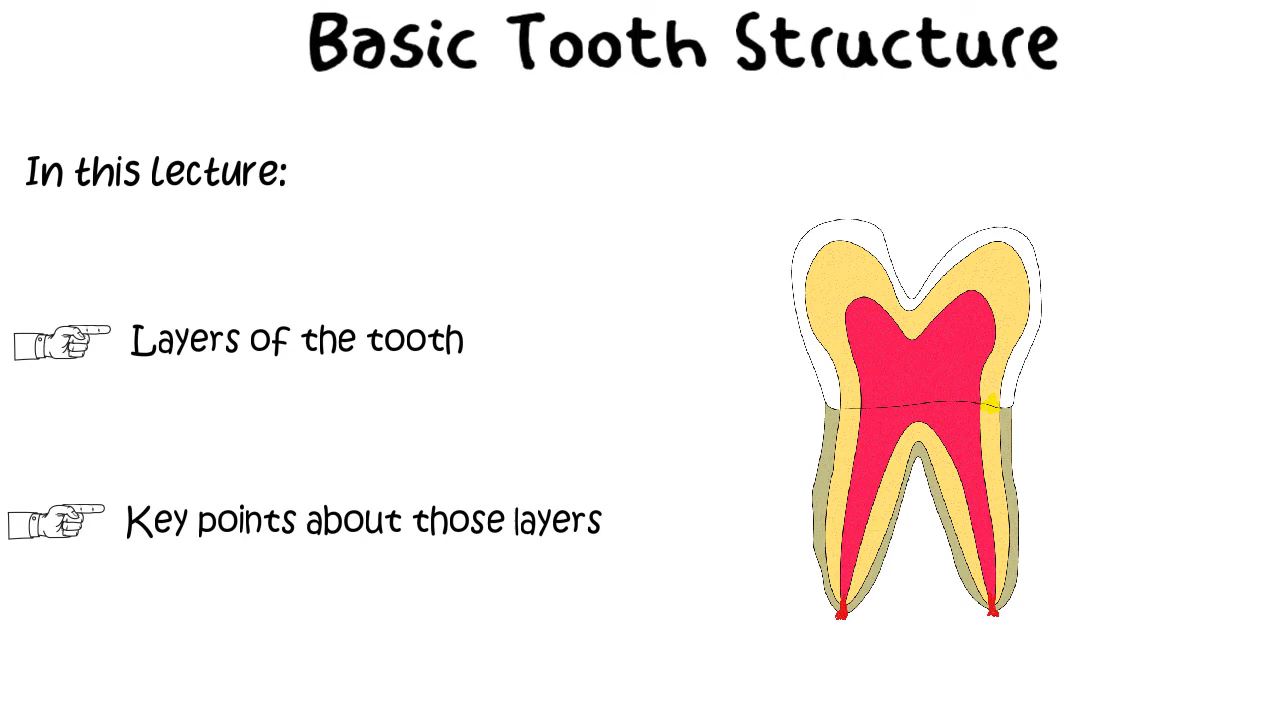 Basic Tooth Structure
In this lecture:
Layers of the tooth
Key points about those layers